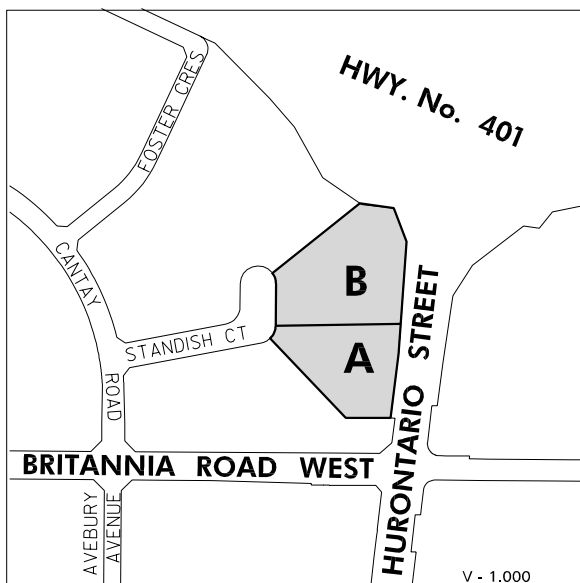 HWY. No. 401
FOSTER CRES
CANTAY
ROAD
B
STANDISH CT
A
HURONTARIO STREET
BRITANNIA ROAD WEST
AVEBURY
AVENUE
V - 1.000